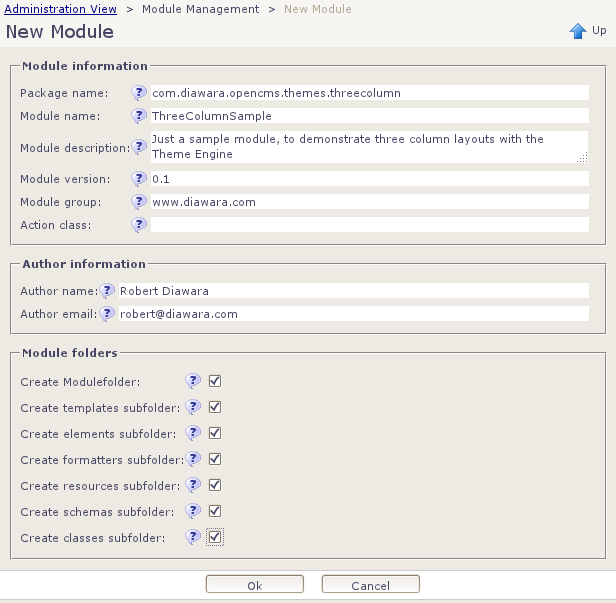 Administration View > Module Management > New Module
New Module
Up
Module information
Package name: ? com.diawara.opencms.themes.threecolumn
Module name: ? ThreeColumnSample
Module description: ? Just a sample module, to demonstrate three column layouts with the
Theme Engine
Module version: ? 0.1
Module group: ? www.diawara.com
Action class: ?
Author information
Author name: ? Robert Diawara
Author email: ? robert@diawara.com
Module folders
Create Modulefolder: ?
Create templates subfolder: ?
Create elements subfolder: ?
Create formatters subfolder: ?
Create resources subfolder: ?
Create schemas subfolder: ?
Create classes subfolder: ?
Ok Cancel